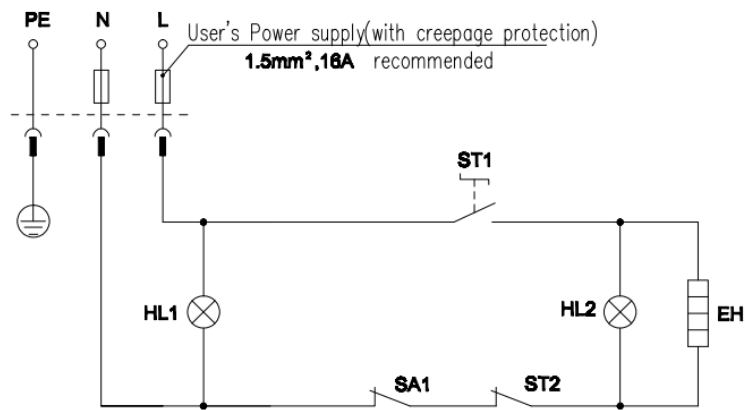 PE N L
User's Power supply(with creepage protection)
1.5mm²,16A recommended
ST1
HL1 HL2 EH
SA1 ST2